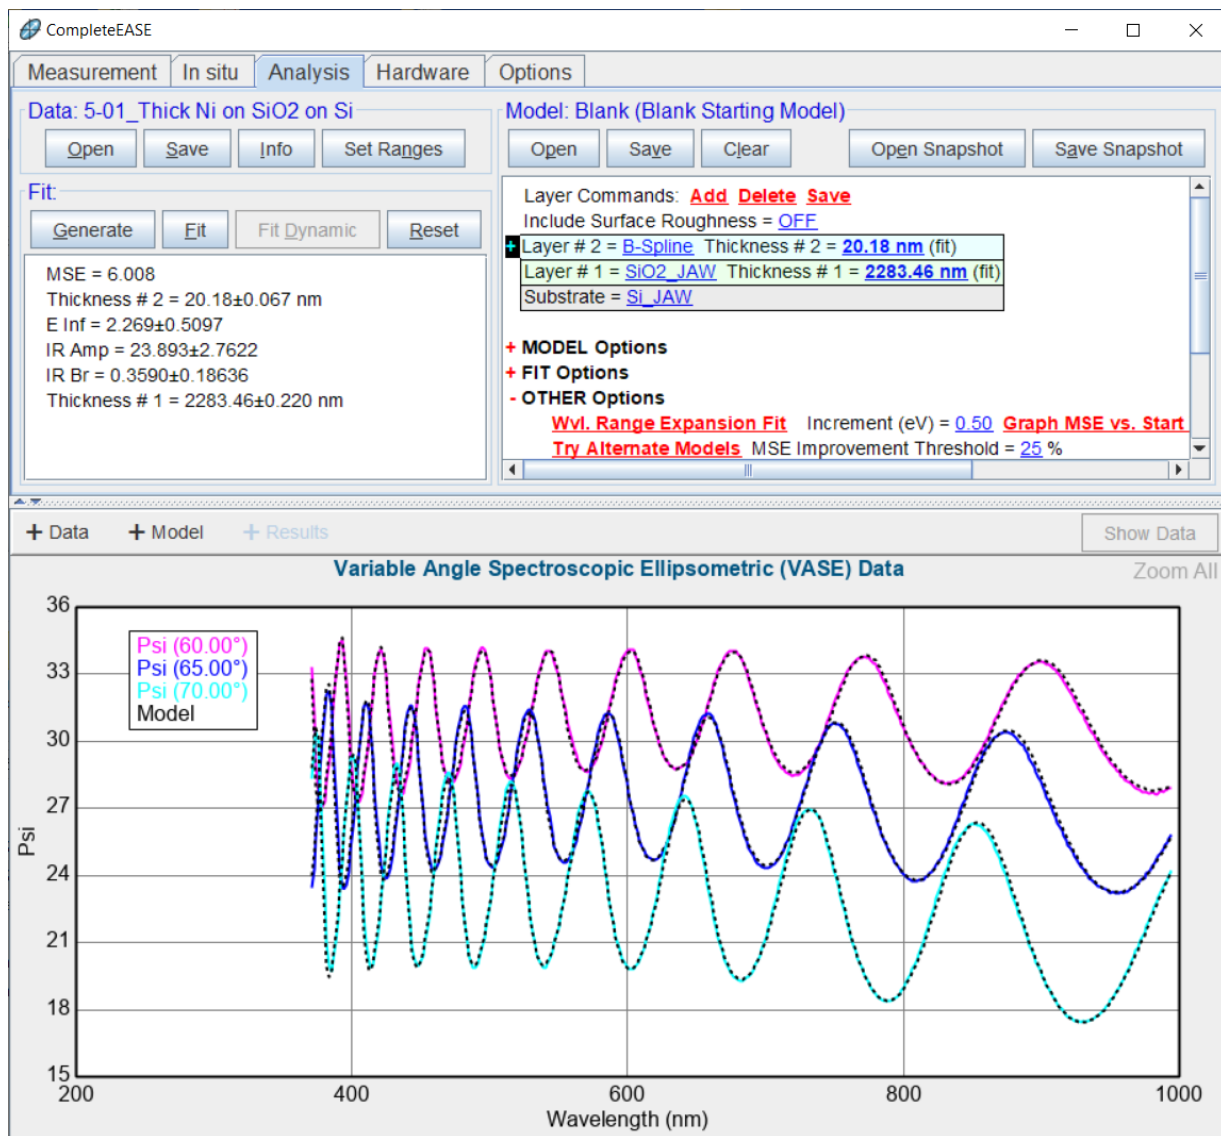 CompleteEASE
Measurement In situ Analysis Hardware Options
Data: 5-01_Thick Ni on SiO2 on Si
Open Save Info Set Ranges
Fit:
Generate Fit Fit Dynamic Reset
MSE = 6.008
Thickness # 2 = 20.18±0.067 nm
E Inf = 2.269±0.5097
IR Amp = 23.893±2.7622
IR Br = 0.3590±0.18636
Thickness # 1 = 2283.46±0.220 nm
Model: Blank (Blank Starting Model)
Open Save Clear Open Snapshot Save Snapshot
Layer Commands: Add Delete Save
Include Surface Roughness = OFF
+ Layer # 2 = B-Spline Thickness # 2 = 20.18 nm (fit)
Layer # 1 = SiO2_JAW Thickness # 1 = 2283.46 nm (fit)
Substrate = Si_JAW
+ MODEL Options
+ FIT Options
- OTHER Options
Wvl. Range Expansion Fit Increment (eV) = 0.50 Graph MSE vs. Start
Try Alternate Models MSE Improvement Threshold = 25 %
+ Data + Model + Results Show Data
Variable Angle Spectroscopic Ellipsometric (VASE) Data
Zoom All
Psi (60.00°)
Psi (65.00°)
Psi (70.00°)
Model
36
33
30
27
24
21
18
15
Psi
200 400 600 800 1000
Wavelength (nm)